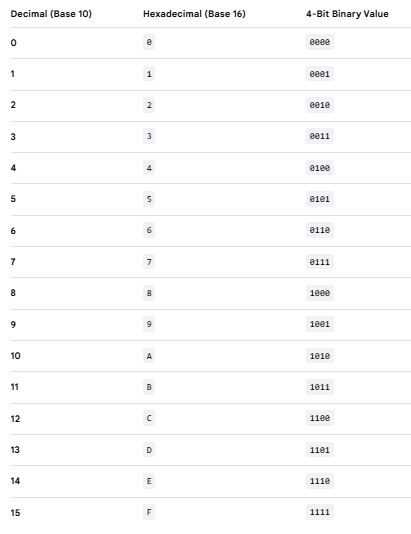 Decimal (Base 10) Hexadecimal (Base 16) 4-Bit Binary Value
0 0 0000
1 1 0001
2 2 0010
3 3 0011
4 4 0100
5 5 0101
6 6 0110
7 7 0111
8 8 1000
9 9 1001
10 A 1010
11 B 1011
12 C 1100
13 D 1101
14 E 1110
15 F 1111